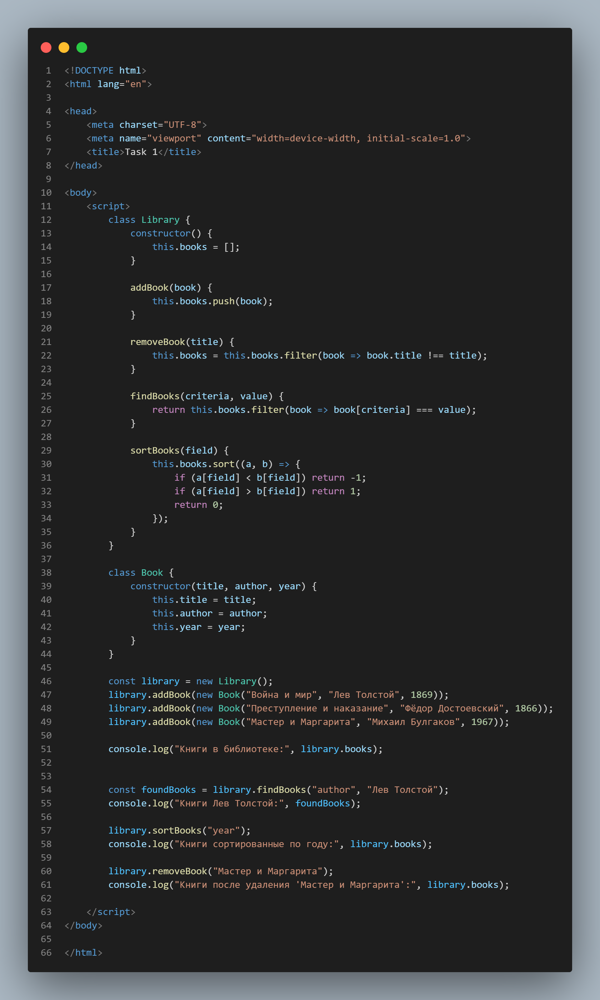 1 <!DOCTYPE html>
2 <html lang="en">
3
4 <head>
5     <meta charset="UTF-8">
6     <meta name="viewport" content="width=device-width, initial-scale=1.0">
7     <title>Task 1</title>
8 </head>
9
10 <body>
11     <script>
12         class Library {
13             constructor() {
14                 this.books = [];
15             }
16
17             addBook(book) {
18                 this.books.push(book);
19             }
20
21             removeBook(title) {
22                 this.books = this.books.filter(book => book.title !== title);
23             }
24
25             findBooks(criteria, value) {
26                 return this.books.filter(book => book[criteria] === value);
27             }
28
29             sortBooks(field) {
30                 this.books.sort((a, b) => {
31                     if (a[field] < b[field]) return -1;
32                     if (a[field] > b[field]) return 1;
33                     return 0;
34                 });
35             }
36         }
37
38         class Book {
39             constructor(title, author, year) {
40                 this.title = title;
41                 this.author = author;
42                 this.year = year;
43             }
44         }
45
46         const library = new Library();
47         library.addBook(new Book("Война и мир", "Лев Толстой", 1869));
48         library.addBook(new Book("Преступление и наказание", "Фёдор Достоевский", 1866));
49         library.addBook(new Book("Мастер и Маргарита", "Михаил Булгаков", 1967));
50
51         console.log("Книги в библиотеке:", library.books);
52
53
54         const foundBooks = library.findBooks("author", "Лев Толстой");
55         console.log("Книги Лев Толстой:", foundBooks);
56
57         library.sortBooks("year");
58         console.log("Книги сортированные по году:", library.books);
59
60         library.removeBook("Мастер и Маргарита");
61         console.log("Книги после удаления 'Мастер и Маргарита':", library.books);
62
63     </script>
64 </body>
65
66 </html>